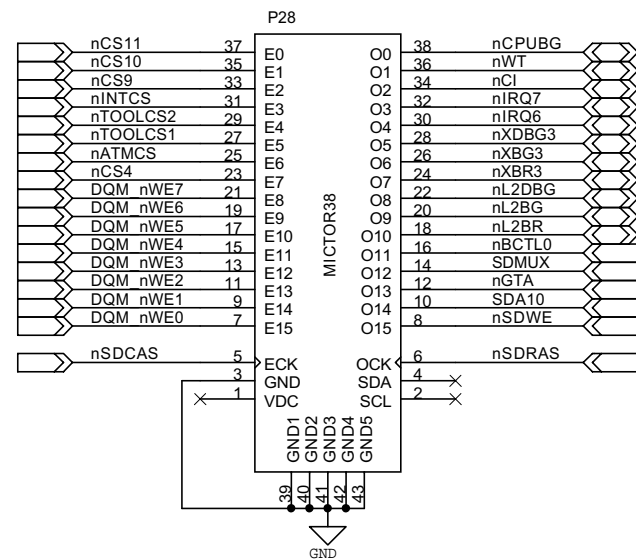 P28
nCS11 37 E0 O0 38 nCPUBG
nCS10 35 E1 O1 36 nWT
nCS9 33 E2 O2 34 nCI
nINTCS 31 E3 O3 32 nIRQ7
nTOOLCS2 29 E4 O4 30 nIRQ6
nTOOLCS1 27 E5 O5 28 nXDBG3
nATMCS 25 E6 O6 26 nXBG3
nCS4 23 E7 O7 24 nXBR3
DQM_nWE7 21 E8 O8 22 nL2DBG
DQM_nWE6 19 E9 O9 20 nL2BG
DQM_nWE5 17 E10 O10 18 nL2BR
DQM_nWE4 15 E11 O11 16 nBCTL0
DQM_nWE3 13 E12 O12 14 SDMUX
DQM_nWE2 11 E13 O13 12 nGTA
DQM_nWE1 9 E14 O14 10 SDA10
DQM_nWE0 7 E15 O15 8 nSDWE
MICTOR38
nSDCAS 5 ECK OCK 6 nSDRAS
3 GND SDA 4
1 VDC SCL 2
GND1 GND2 GND3 GND4 GND5
39 40 41 42 43
GND